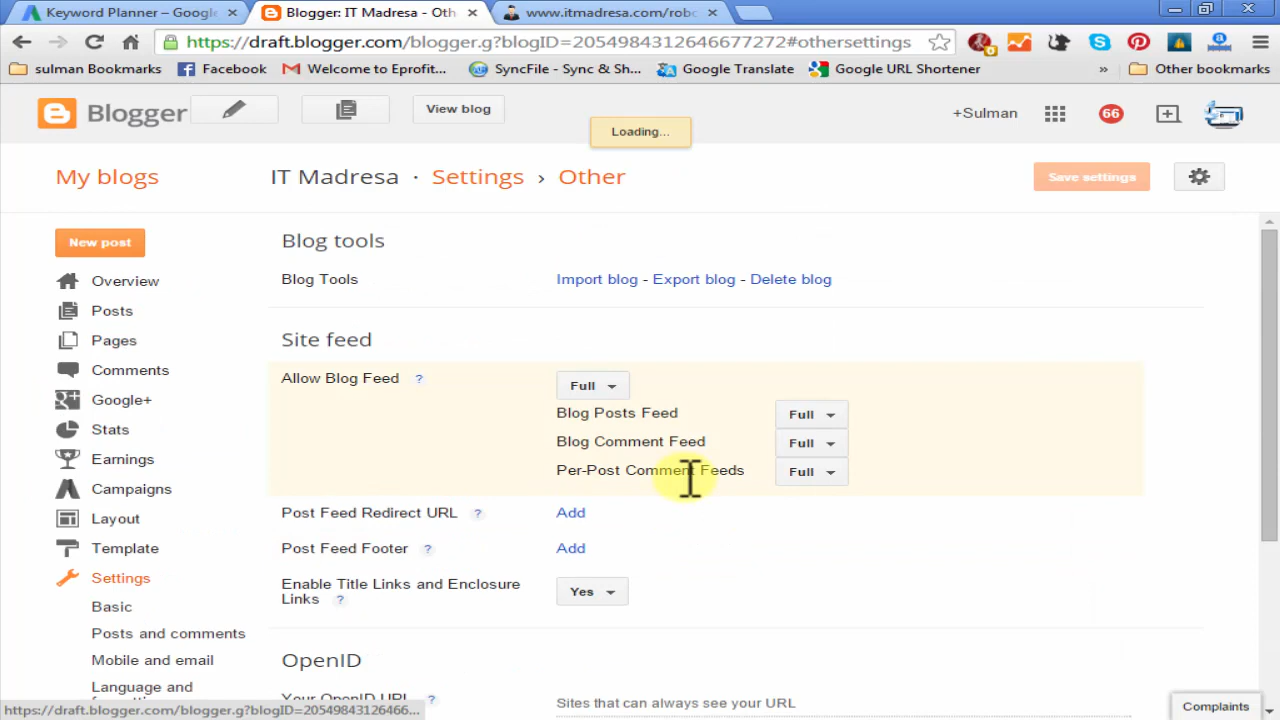 Keyword Planner – Google
Blogger: IT Madresa - Oth
www.itmadresa.com/robo
https://draft.blogger.com/blogger.g?blogID=2054984312646677272#othersettings
sulman Bookmarks
Facebook
Welcome to Eprofit...
SyncFile - Sync & Sh...
Google Translate
Google URL Shortener
»
Other bookmarks
Blogger
View blog
Loading...
+Sulman
66
My blogs
IT Madresa · Settings › Other
Save settings
New post
Overview
Posts
Pages
Comments
Google+
Stats
Earnings
Campaigns
Layout
Template
Settings
Basic
Posts and comments
Mobile and email
Language and
Blog tools
Blog Tools
Import blog - Export blog - Delete blog
Site feed
Allow Blog Feed ?
Full
Blog Posts Feed Full
Blog Comment Feed Full
Per-Post Comment Feeds Full
Post Feed Redirect URL ? Add
Post Feed Footer ? Add
Enable Title Links and Enclosure
Links ?
Yes
OpenID
Your OpenID URL ?
Sites that can always see your URL
https://draft.blogger.com/blogger.g?blogID=20549843126466...
Complaints